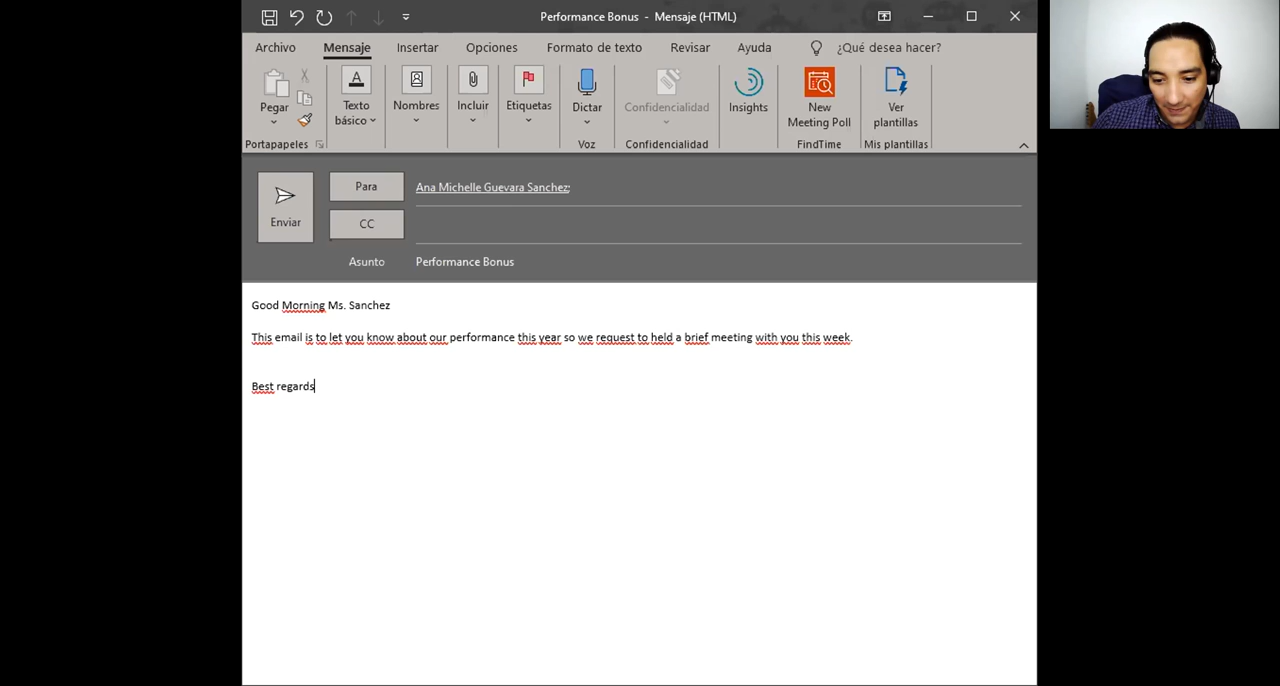 Performance Bonus - Mensaje (HTML)
Archivo Mensaje Insertar Opciones Formato de texto Revisar Ayuda ¿Qué desea hacer?
Pegar Texto básico Nombres Incluir Etiquetas Dictar Confidencialidad Insights New Meeting Poll Ver plantillas
Portapapeles Voz Confidencialidad FindTime Mis plantillas
Enviar
Para Ana Michelle Guevara Sanchez;
CC
Asunto Performance Bonus
Good Morning Ms. Sanchez
This email is to let you know about our performance this year so we request to held a brief meeting with you this week.
Best regards